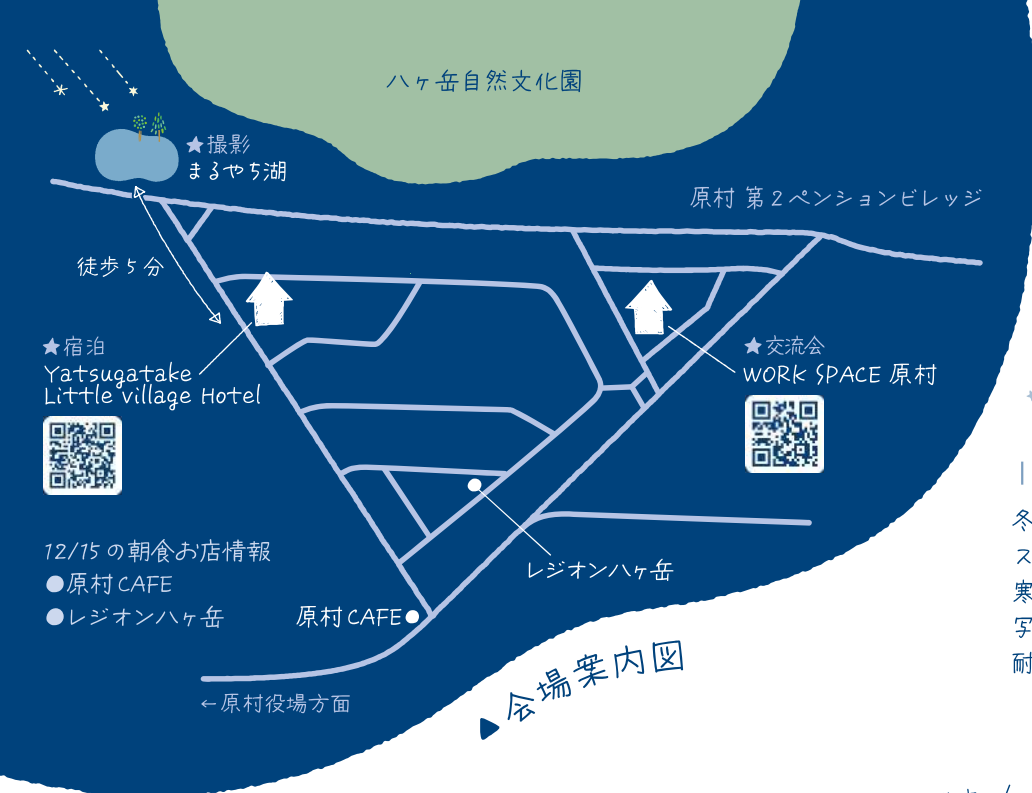 八ヶ岳自然文化園
★撮影
まるやち湖
原村 第2ペンションビレッジ
徒歩5分
★宿泊
Yatsugatake
Little village Hotel
★交流会
WORK SPACE 原村
12/15の朝食お店情報
●原村CAFE
●レジオン八ヶ岳
レジオン八ヶ岳
原村CAFE
←原村役場方面
▶会場案内図
冬
ス
寒
写
耐